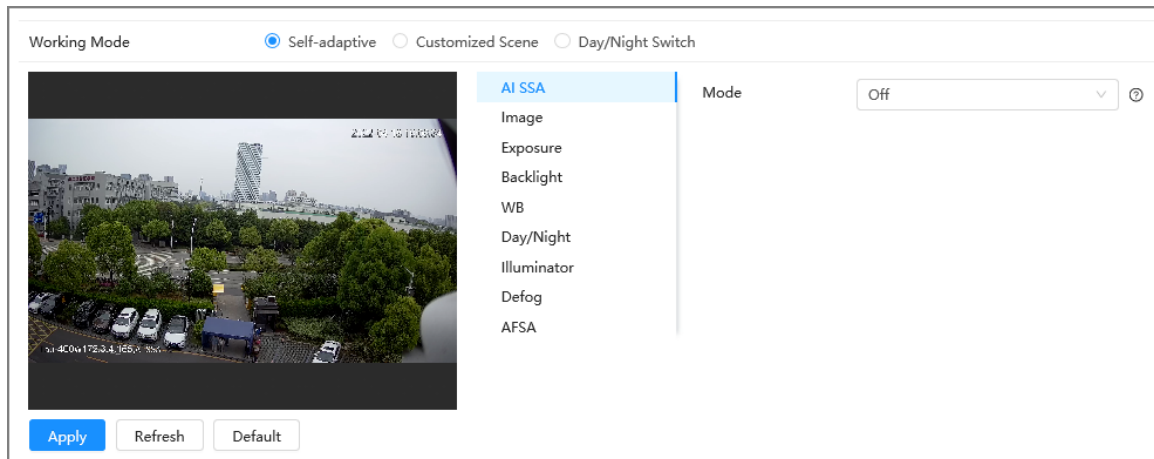 Working Mode Self-adaptive Customized Scene Day/Night Switch
AI SSA
Mode Off
Image
Exposure
Backlight
WB
Day/Night
Illuminator
Defog
AFSA
Apply Refresh Default